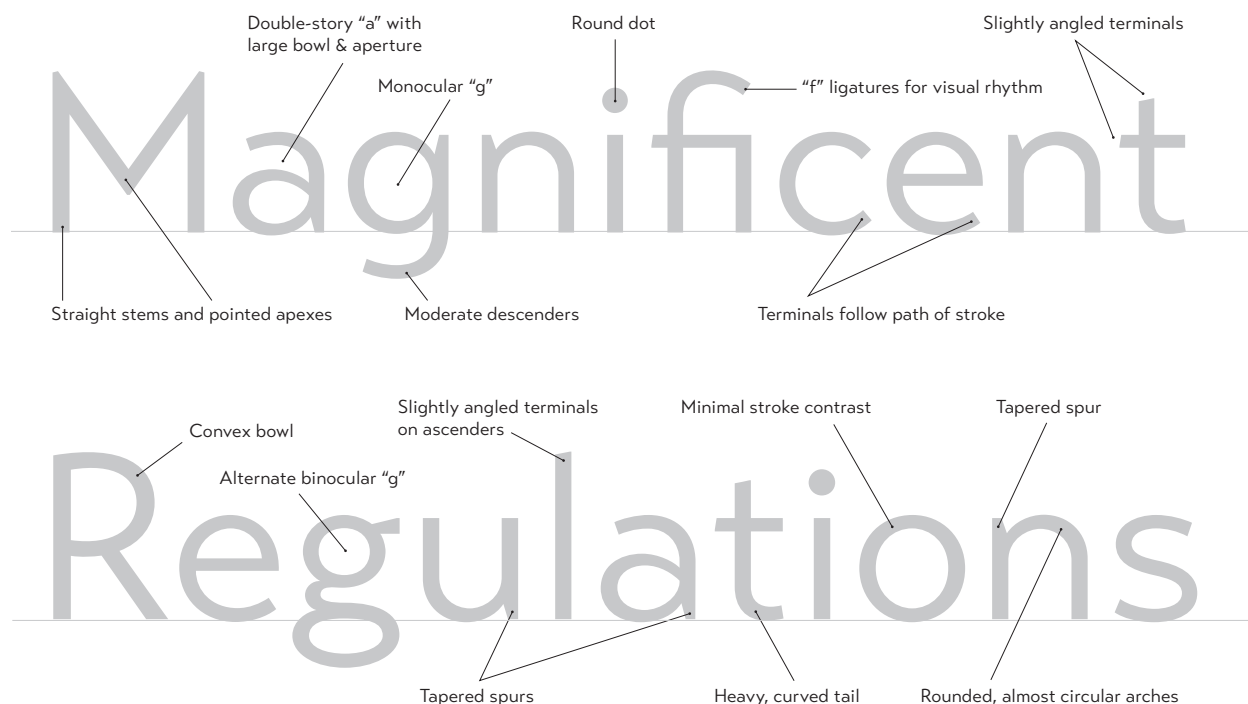 Double-story “a” with
large bowl & aperture
Round dot
Slightly angled terminals
Monocular “g”
“f” ligatures for visual rhythm
Magnificent
Straight stems and pointed apexes
Moderate descenders
Terminals follow path of stroke
Slightly angled terminals
on ascenders
Minimal stroke contrast
Tapered spur
Convex bowl
Alternate binocular “g”
Regulations
Tapered spurs
Heavy, curved tail
Rounded, almost circular arches